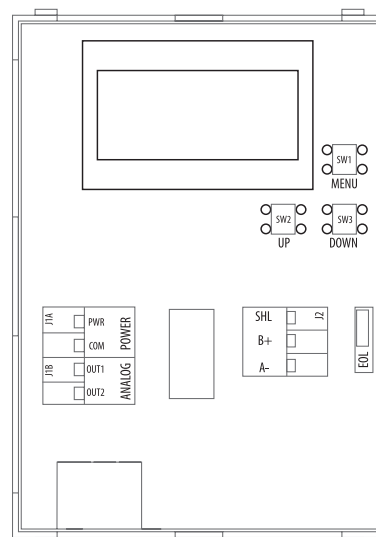 SW1
MENU
SW2
SW3
UP
DOWN
J1A
PWR
COM
POWER
J1B
OUT1
OUT2
ANALOG
SHL
B+
A-
J2
EOL